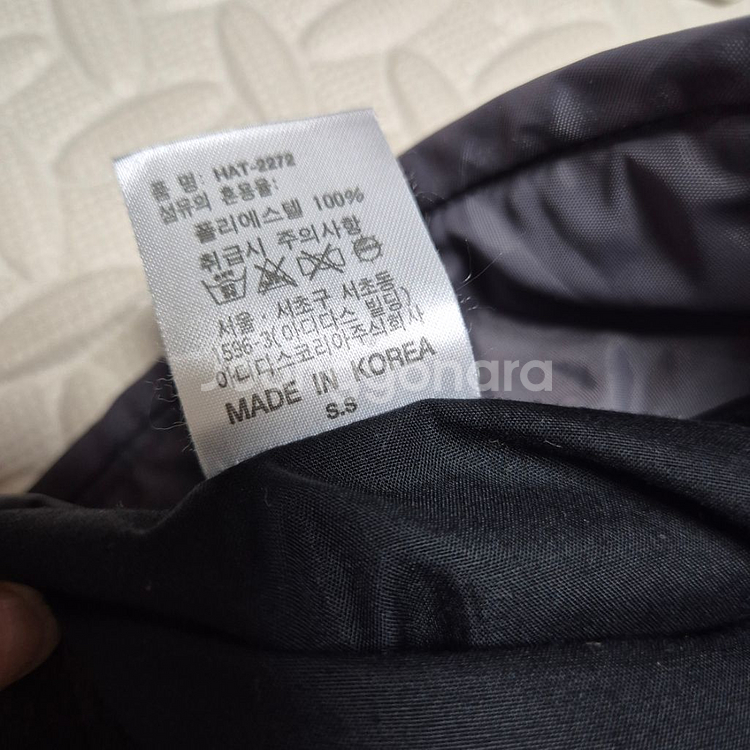 품 명: HAT-2272
섬유의 혼용율:
폴리에스텔 100%
취급시 주의사항
서울 : 서초구 서초동
1596-3(아디다스 빌딩)
아디다스코리아주식회사
MADE IN KOREA
S.S